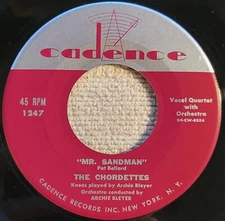 cadence
45 RPM
1247
Vocal Quartet
with
Orchestra
"MR. SANDMAN"
Pat Ballard
THE CHORDETTES
Knees played by Archie Bleyer
Orchestra conducted by
ARCHIE BLEYER
CADENCE RECORDS INC. NEW YORK, N. Y.